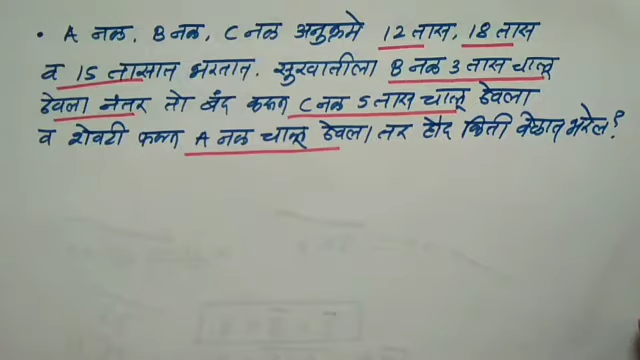 • A नळ, B नळ, C नळ अनुक्रमे 12 तास, 18 तास
व 15 तासात भरतात. सुरवातीला B नळ 3 तास चालू
ठेवला नंतर तो बंद करून C नळ 5 तास चालू ठेवला
व शेवटी फक्त A नळ चालू ठेवला। तर हौद किती वेळात भरेल?